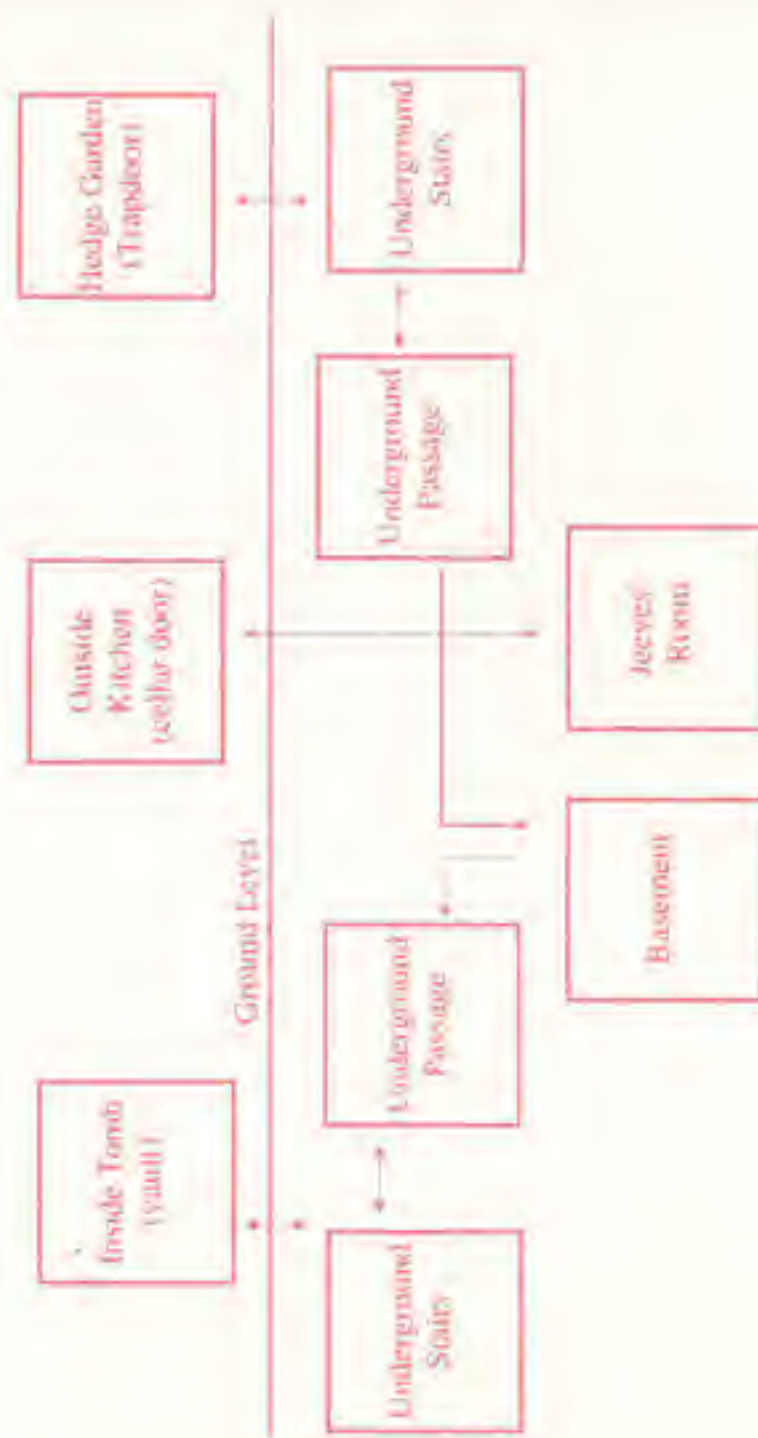 Inside Tomb
(vault)
Outside
Kitchen
(cellar door)
Hedge Garden
(Trapdoor)
Ground Level
Underground
Stairs
Underground
Passage
Underground
Passage
Underground
Stairs
Basement
Jeeves'
Room